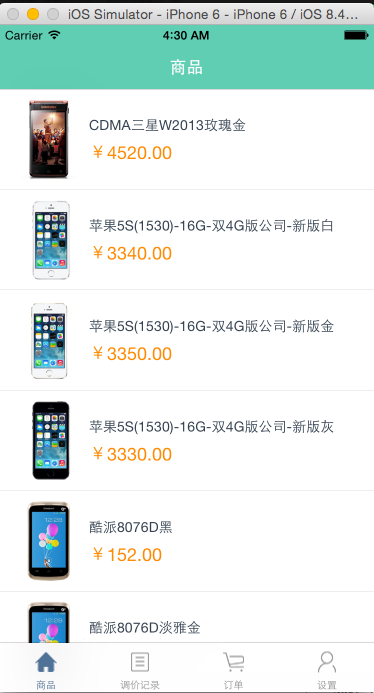 iOS Simulator - iPhone 6 - iPhone 6 / iOS 8.4...
Carrier 4:30 AM
商品
CDMA三星W2013玫瑰金
￥4520.00
苹果5S(1530)-16G-双4G版公司-新版白
￥3340.00
苹果5S(1530)-16G-双4G版公司-新版金
￥3350.00
苹果5S(1530)-16G-双4G版公司-新版灰
￥3330.00
酷派8076D黑
￥152.00
酷派8076D淡雅金
商品 调价记录 订单 设置